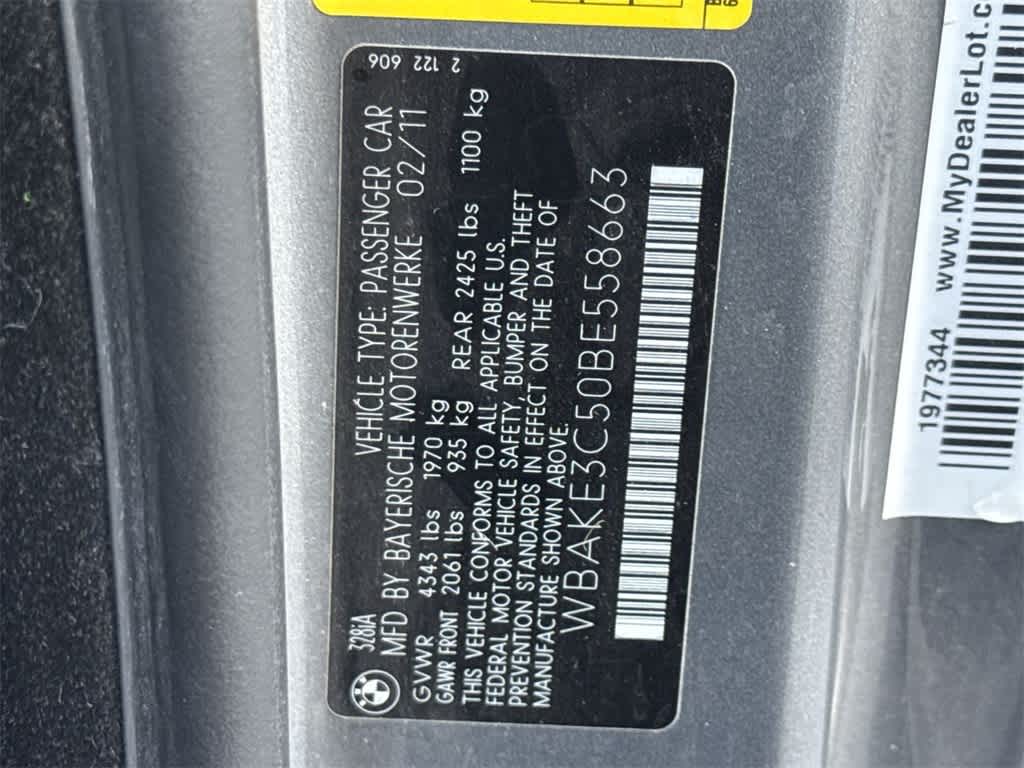 328iA
VEHICLE TYPE: PASSENGER CAR
MFD BY BAYERISCHE MOTORENWERKE 02/11
GVWR 4343 lbs 1970 kg
GAWR FRONT 2061 lbs 935 kg REAR 2425 lbs 1100 kg
THIS VEHICLE CONFORMS TO ALL APPLICABLE U.S.
FEDERAL MOTOR VEHICLE SAFETY, BUMPER AND THEFT
PREVENTION STANDARDS IN EFFECT ON THE DATE OF
MANUFACTURE SHOWN ABOVE.
WBAKE3C50BE558663
2 122 606
1977344 www.MyDealerLot.c